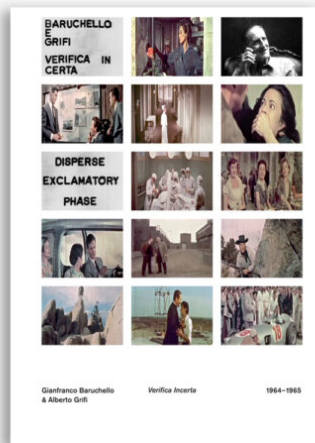 BARUCHELLO
E
GRIFI
VERIFICA IN
CERTA
DISPERSE
EXCLAMATORY
PHASE
Gianfranco Baruchello
& Alberto Grifi
Verifica Incerta
1964–1965